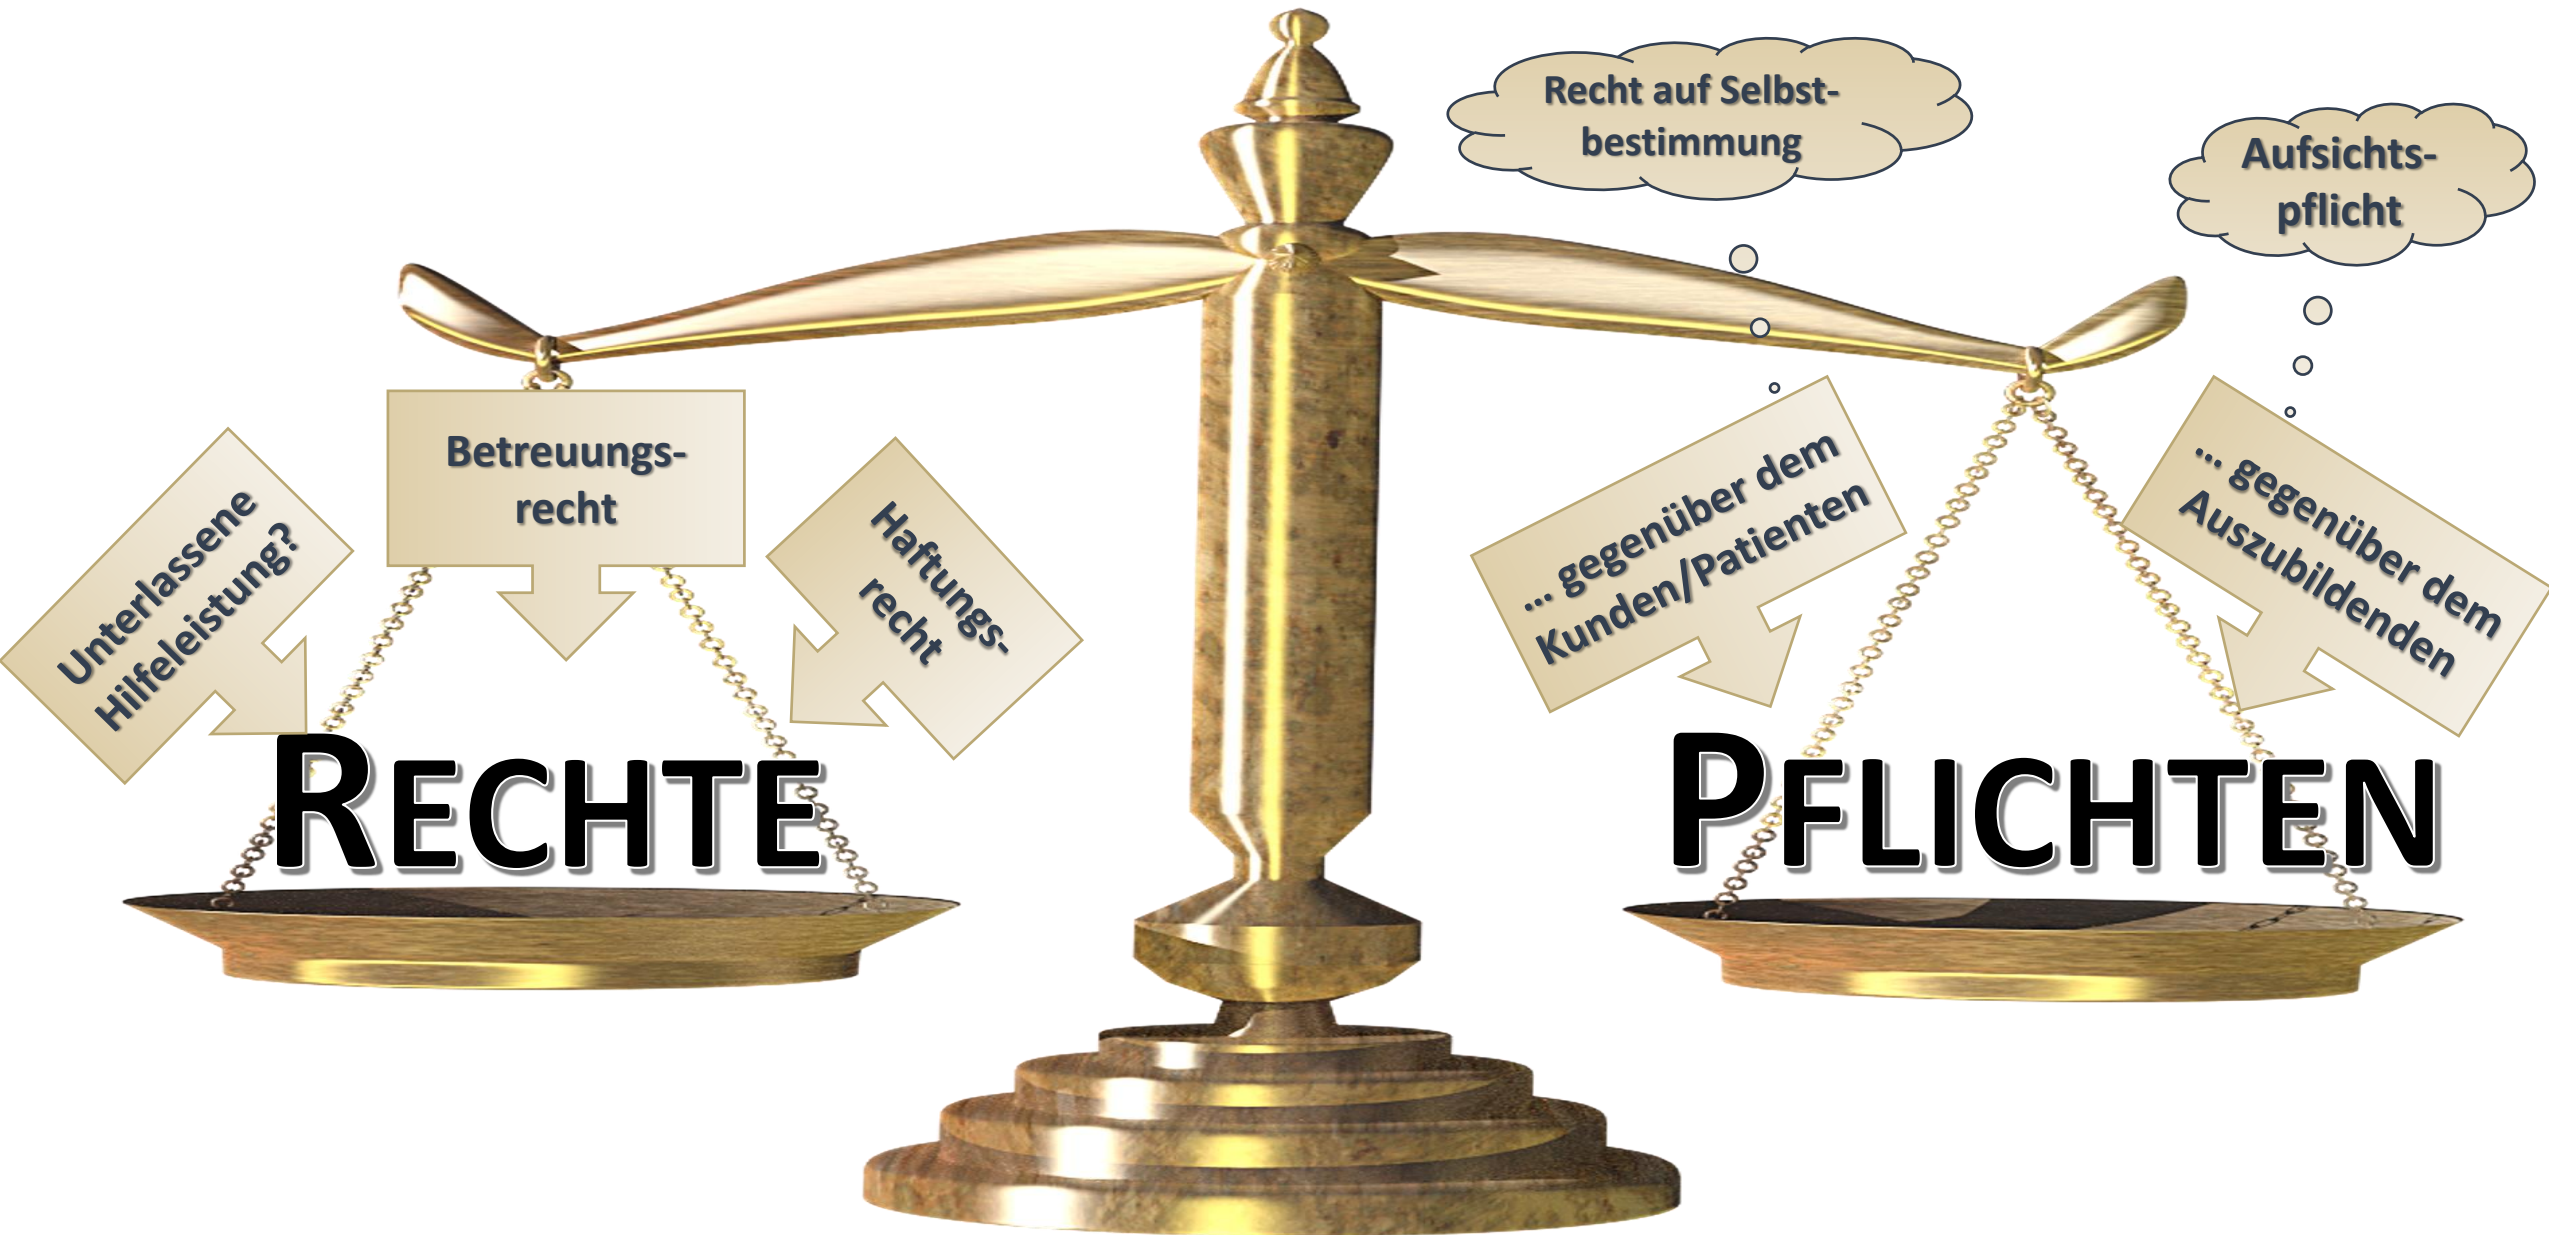 Recht auf Selbst-
bestimmung
Aufsichts-
pflicht
Unterlassene
Hilfeleistung?
Betreuungs-
recht
Haftungs-
recht
... gegenüber dem
Kunden/Patienten
... gegenüber dem
Auszubildenden
RECHTE
PFLICHTEN